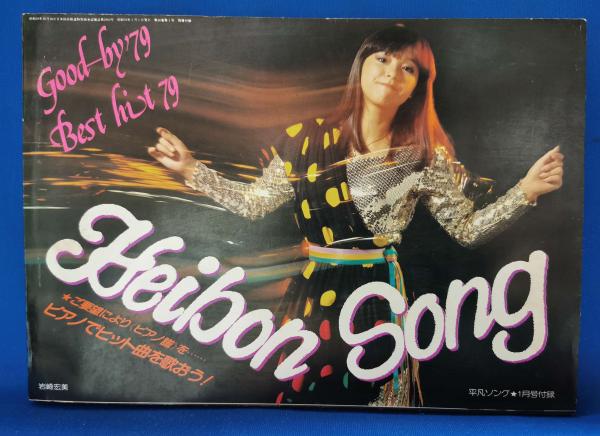 Good-by'79
Best hit 79
Heibon Song
★ご要望により〈ピアノ譜〉を……
ピアノでヒット曲を歌おう!
岩崎宏美
平凡ソング★1月号付録